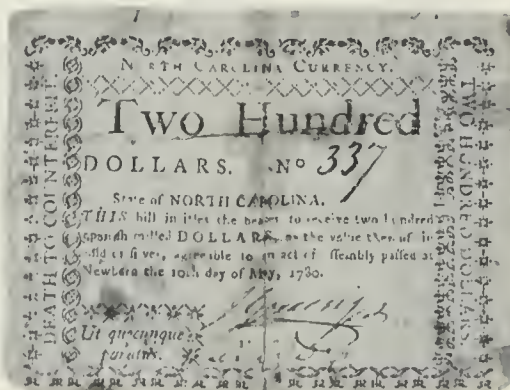 NORTH CAROLINA CURRENCY.
Two Hundred
DOLLARS. No 337
State of NORTH CAROLINA.
THIS bill intitles the bearer to receive two hundred
Spanish milled DOLLARS, or the value thereof in
gold or silver, agreeable to an act of Assembly passed at
Newbern the 10th day of May, 1780.
Ut quocunque
paratus.
DEATH TO COUNTERFEIT.
TWO HUNDRED DOLLARS.